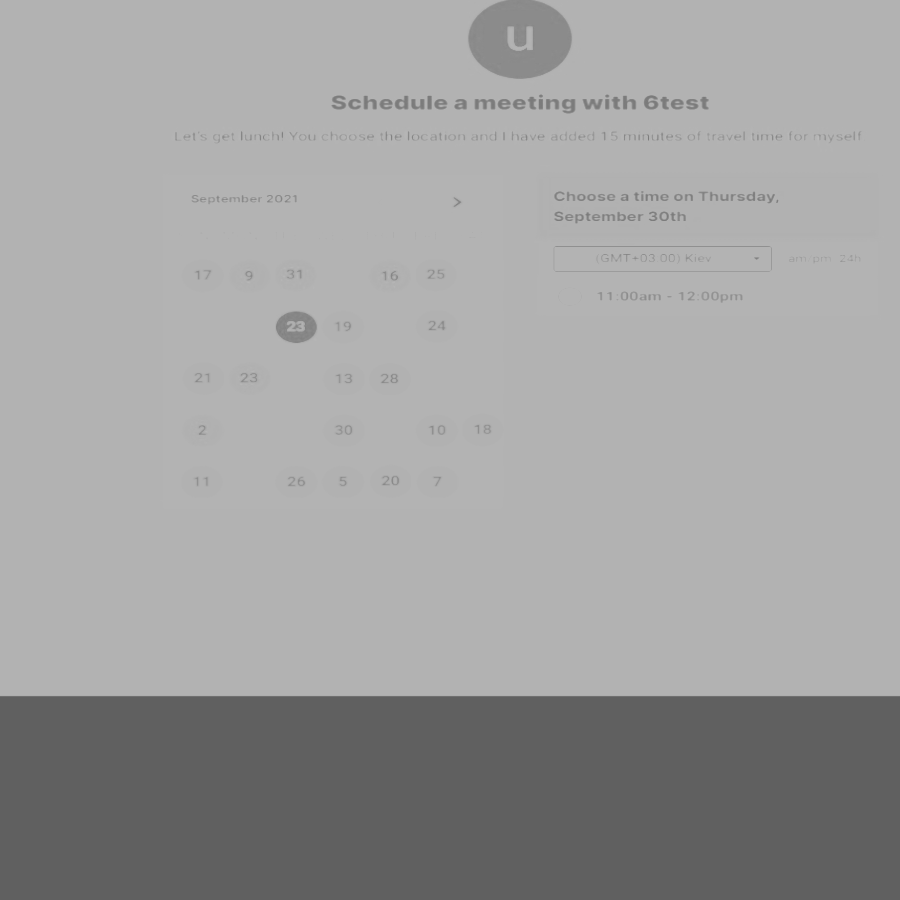 u
Schedule a meeting with 6test
Let's get lunch! You choose the location and I have added 15 minutes of travel time for myself
September 2021
17 9 31 16 25
23 19 24
21 23 13 28
2 30 10 18
11 26 5 20 7
Choose a time on Thursday,
September 30th
(GMT+03:00) Kiev am/pm 24h
11:00am - 12:00pm